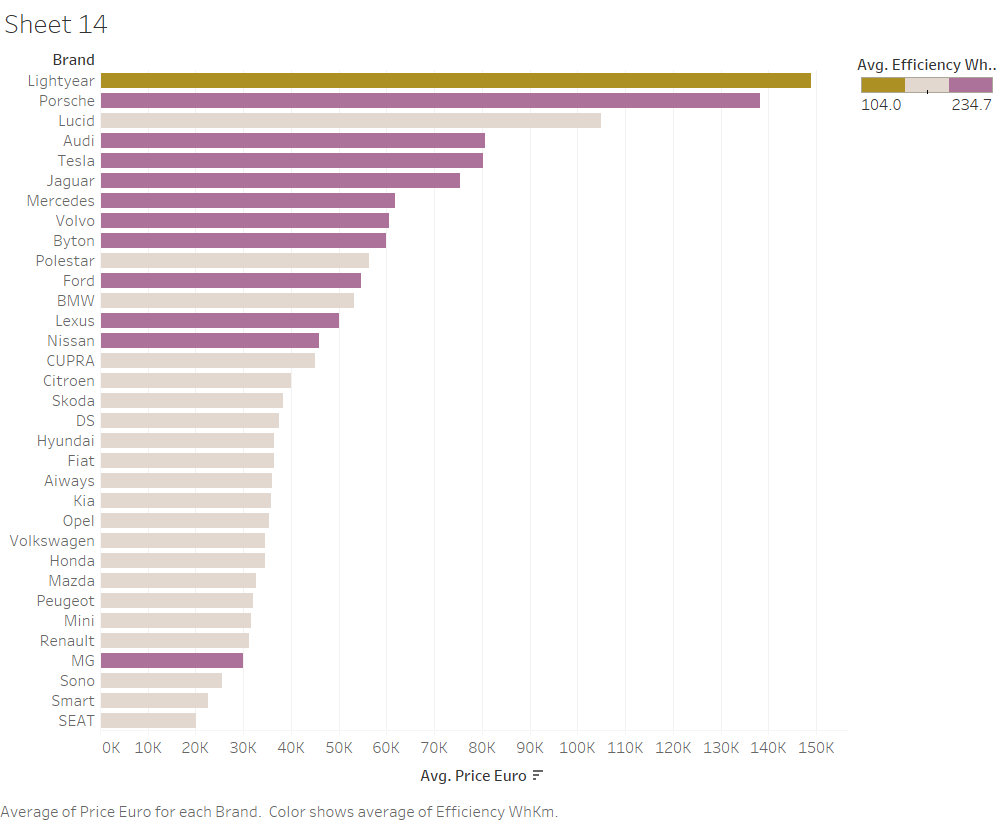 Sheet 14
Brand
Lightyear
Porsche
Lucid
Audi
Tesla
Jaguar
Mercedes
Volvo
Byton
Polestar
Ford
BMW
Lexus
Nissan
CUPRA
Citroen
Skoda
DS
Hyundai
Fiat
Aiways
Kia
Opel
Volkswagen
Honda
Mazda
Peugeot
Mini
Renault
MG
Sono
Smart
SEAT
0K 10K 20K 30K 40K 50K 60K 70K 80K 90K 100K 110K 120K 130K 140K 150K
Avg. Price Euro
Avg. Efficiency Wh..
104.0 234.7
Average of Price Euro for each Brand. Color shows average of Efficiency WhKm.